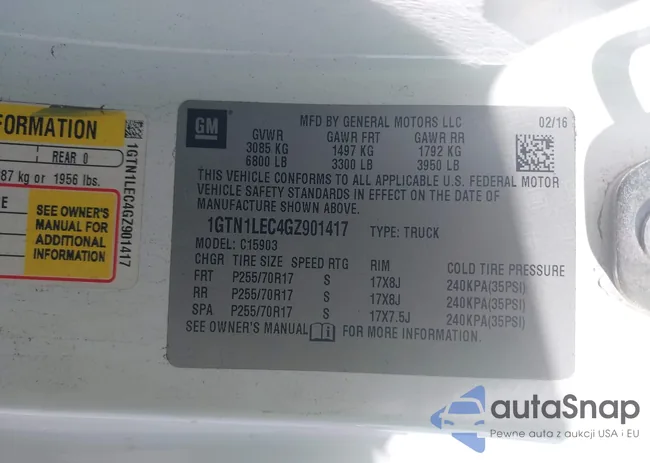 FORMATION
REAR 0
87 kg or 1956 lbs.
SEE OWNER'S
MANUAL FOR
ADDITIONAL
INFORMATION
1GTN1LEC4GZ901417
GM
MFD BY GENERAL MOTORS LLC 02/16
GVWR GAWR FRT GAWR RR
3085 KG 1497 KG 1792 KG
6800 LB 3300 LB 3950 LB
THIS VEHICLE CONFORMS TO ALL APPLICABLE U.S. FEDERAL MOTOR
VEHICLE SAFETY STANDARDS IN EFFECT ON THE DATE OF
MANUFACTURE SHOWN ABOVE.
1GTN1LEC4GZ901417 TYPE: TRUCK
MODEL: C15903
CHGR TIRE SIZE SPEED RTG RIM COLD TIRE PRESSURE
FRT P255/70R17 S 17X8J 240KPA(35PSI)
RR P255/70R17 S 17X8J 240KPA(35PSI)
SPA P255/70R17 S 17X7.5J 240KPA(35PSI)
SEE OWNER'S MANUAL FOR MORE INFORMATION.
autaSnap
Pewne auta z aukcji USA i EU